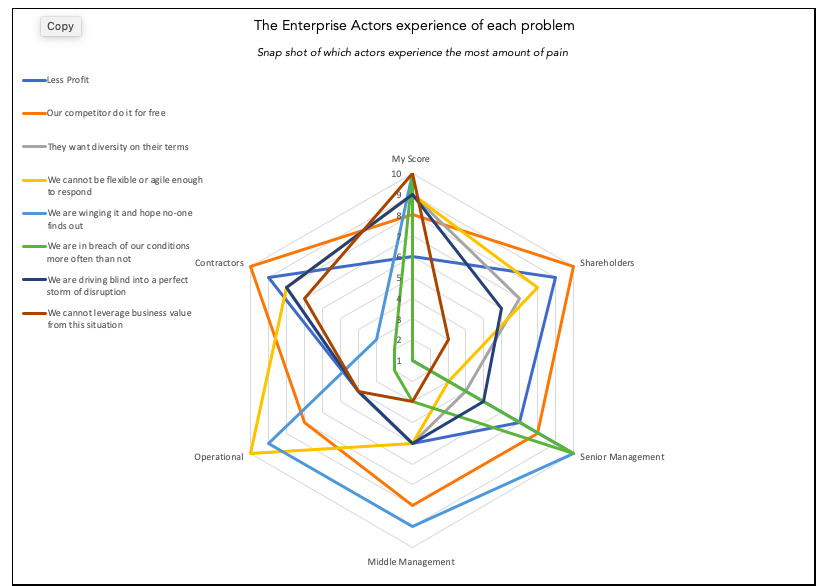 Copy
The Enterprise Actors experience of each problem
Snap shot of which actors experience the most amount of pain
Less Profit
Our competitor do it for free
They want diversity on their terms
We cannot be flexible or agile enough
to respond
We are winging it and hope no-one
finds out
We are in breach of our conditions
more often than not
We are driving blind into a perfect
storm of disruption
We cannot leverage business value
from this situation
My Score
10
9
8
7
6
5
4
3
2
1
Contractors
Shareholders
Operational
Senior Management
Middle Management